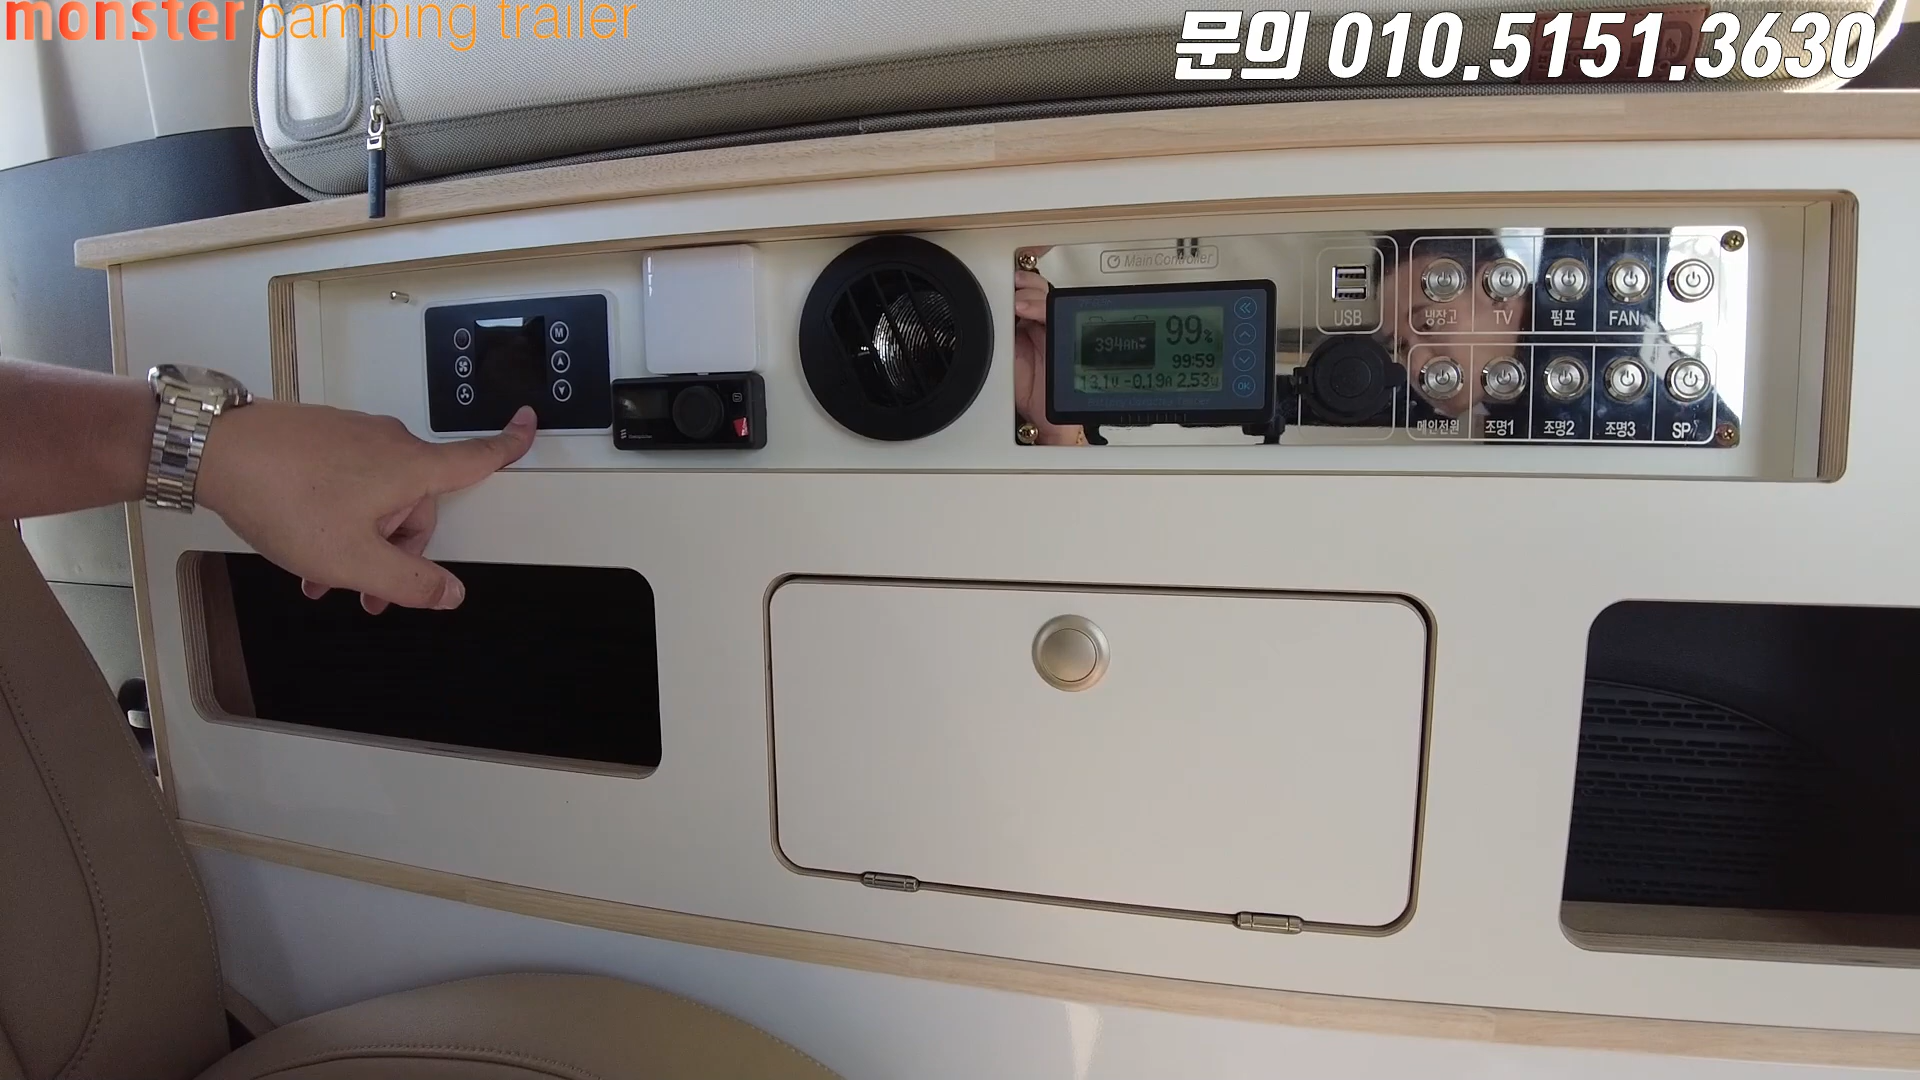 monster camping trailer
문의 010.5151.3630
MainController
USB
냉장고 TV 펌프 FAN
메인전원 조명1 조명2 조명3 SP
99%
394Ah
99:59
13.1V -0.19A 2.53W
OK
M